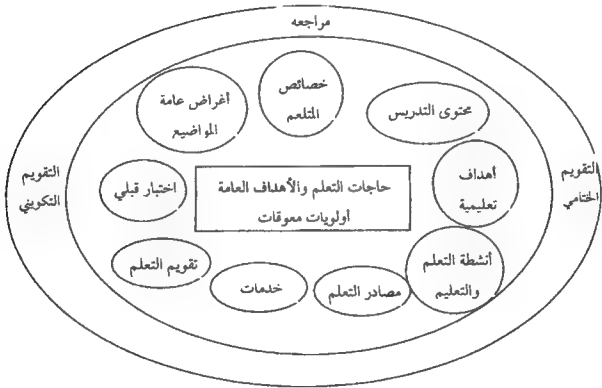 مراجعه
خصائص
المتلعم
أغراض عامة
المواضيع
محتوى التدريس
التقويم
الختامي
التقويم
التكويني
أهداف
تعليمية
حاجات التعلم والأهداف العامة
أولويات معوقات
اختبار قبلي
أنشطة التعلم
والتعليم
تقويم التعلم
خدمات
مصادر التعلم